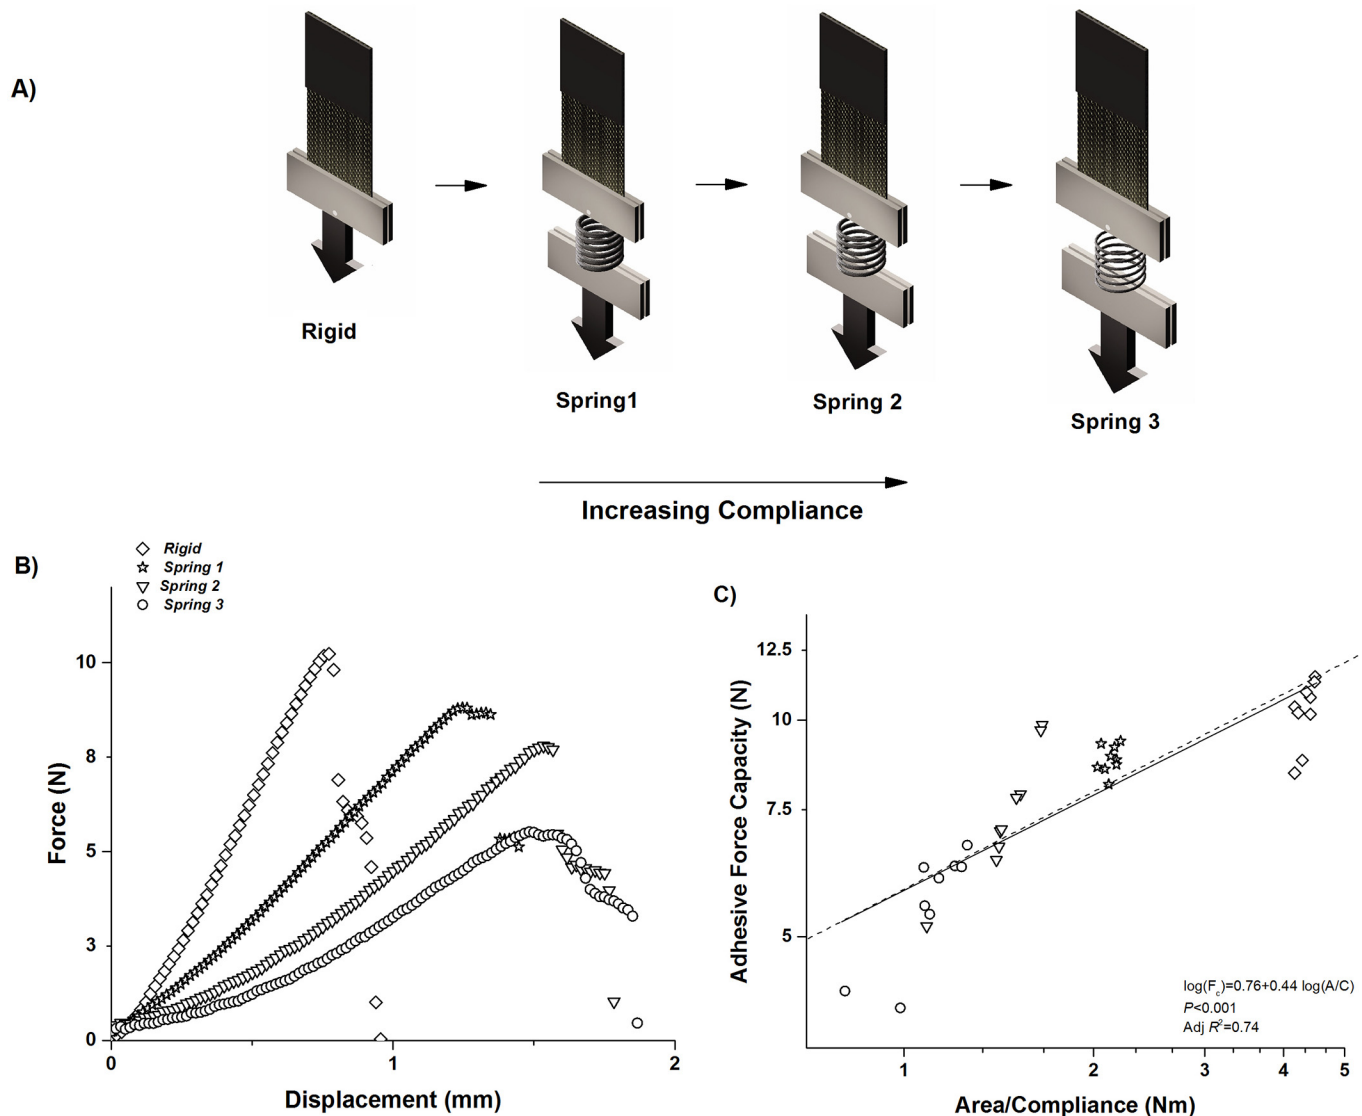 A)
Rigid
Spring1
Spring 2
Spring 3
Increasing Compliance
B)
Rigid
Spring 1
Spring 2
Spring 3
Force (N)
10
8
5
3
0
0
1
2
Displacement (mm)
C)
Adhesive Force Capacity (N)
12.5
10
7.5
5
log(Fc)=0.76+0.44 log(A/C)
P<0.001
Adj R²=0.74
1
2
3
4
5
Area/Compliance (Nm)